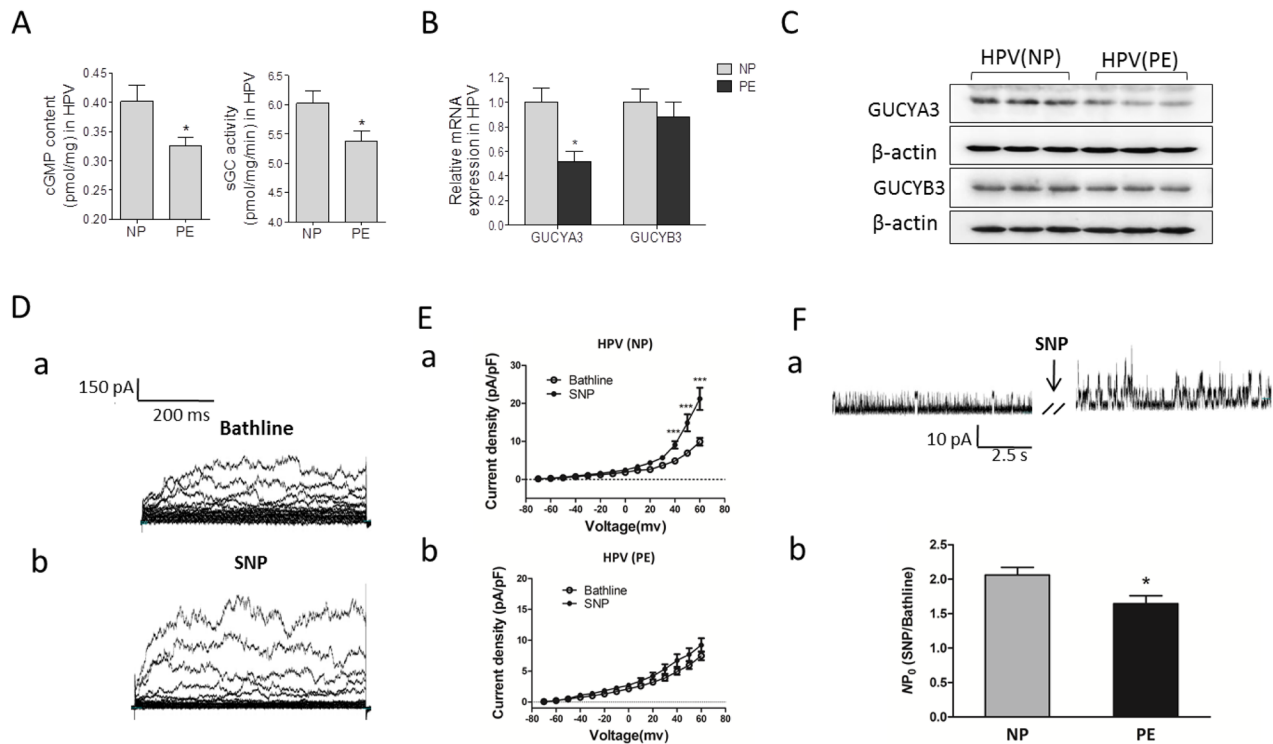 A
cGMP content
(pmol/mg) in HPV
0.45
0.40
0.35
0.30
0.25
0.20
*
NP
PE
sGC activity
(pmol/mg/min) in HPV
6.5
6.0
5.5
5.0
4.5
4.0
*
NP
PE
B
Relative mRNA
expression in HPV
1.2
1.0
0.8
0.6
0.4
0.2
0.0
*
GUCYA3
GUCYB3
NP
PE
C
HPV(NP)
HPV(PE)
GUCYA3
β-actin
GUCYB3
β-actin
D
a
150 pA
200 ms
Bathline
b
SNP
E
a
HPV (NP)
Current density (pA/pF)
30
20
10
0
Bathline
SNP
***
***
***
-80 -60 -40 -20 0 20 40 60 80
Voltage(mv)
b
HPV (PE)
Current density (pA/pF)
20
15
10
5
0
Bathline
SNP
-80 -60 -40 -20 0 20 40 60 80
Voltage(mv)
F
a
SNP
//
10 pA
2.5 s
b
NP0 (SNP/Bathline)
2.5
2.0
1.5
1.0
0.5
0.0
*
NP
PE